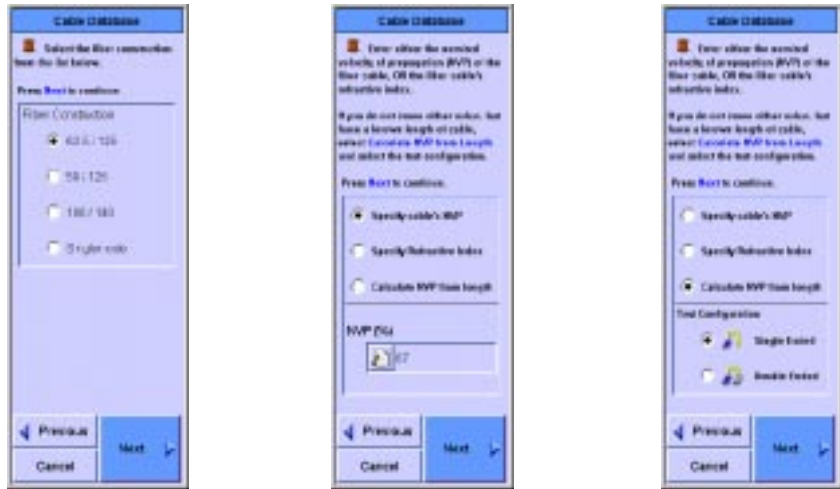 Cable Database
Select the fiber construction
from the list below.
Press Next to continue
Fiber Construction
62.5 / 125
50 / 125
100 / 140
Single mode
Previous
Next
Cancel
Cable Database
Enter either the nominal
velocity of propagation (NVP) of the
fiber cable, OR the fiber cable's
refractive index.
If you do not know either value, but
have a known length of cable,
select Calculate NVP from Length
and select the test configuration.
Press Next to continue.
Specify cable's NVP
Specify Refractive Index
Calculate NVP from length
NVP (%)
67
Previous
Next
Cancel
Cable Database
Enter either the nominal
velocity of propagation (NVP) of the
fiber cable, OR the fiber cable's
refractive index.
If you do not know either value, but
have a known length of cable,
select Calculate NVP from Length
and select the test configuration.
Press Next to continue.
Specify cable's NVP
Specify Refractive Index
Calculate NVP from length
Test Configuration
Single Ended
Double Ended
Previous
Next
Cancel